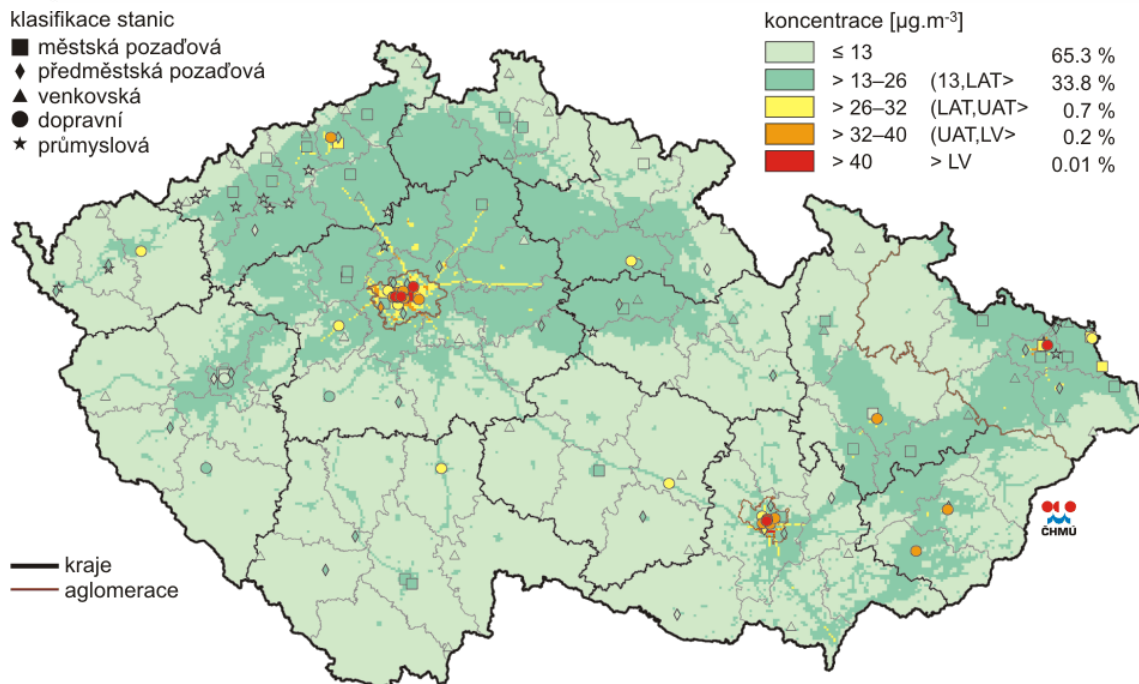 klasifikace stanic
městská pozaďová
předměstská pozaďová
venkovská
dopravní
průmyslová
koncentrace [µg.m⁻³]
≤ 13 65.3 %
> 13–26 (13,LAT> 33.8 %
> 26–32 (LAT,UAT> 0.7 %
> 32–40 (UAT,LV> 0.2 %
> 40 > LV 0.01 %
ČHMÚ
kraje
aglomerace